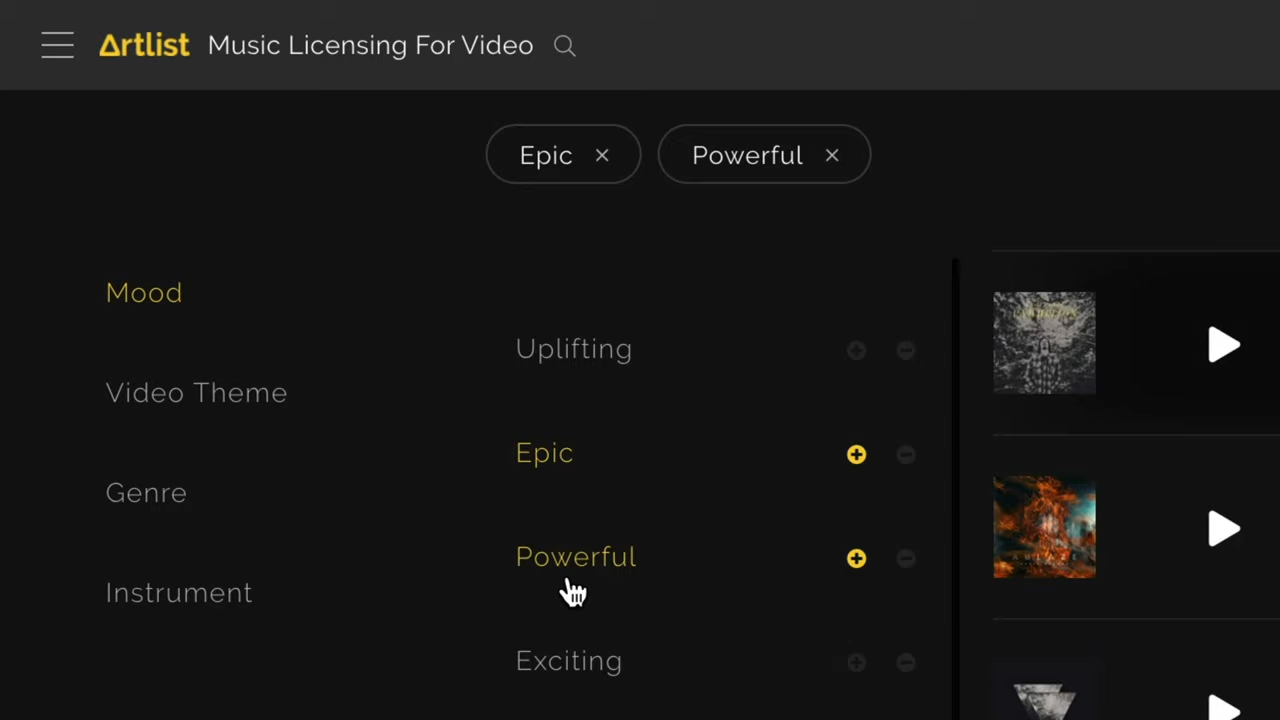 Artlist Music Licensing For Video
Epic
Powerful
Mood
Video Theme
Genre
Instrument
Uplifting
Epic
Powerful
Exciting